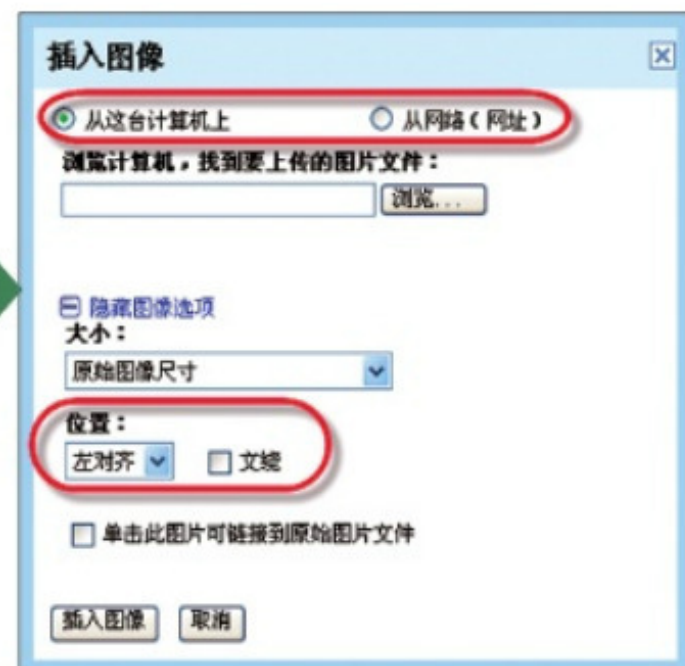 插入图像
从这台计算机上 从网络(网址)
浏览计算机,找到要上传的图片文件:
浏览...
隐藏图像选项
大小:
原始图像尺寸
位置:
左对齐 文绕
单击此图片可链接到原始图片文件
插入图像 取消